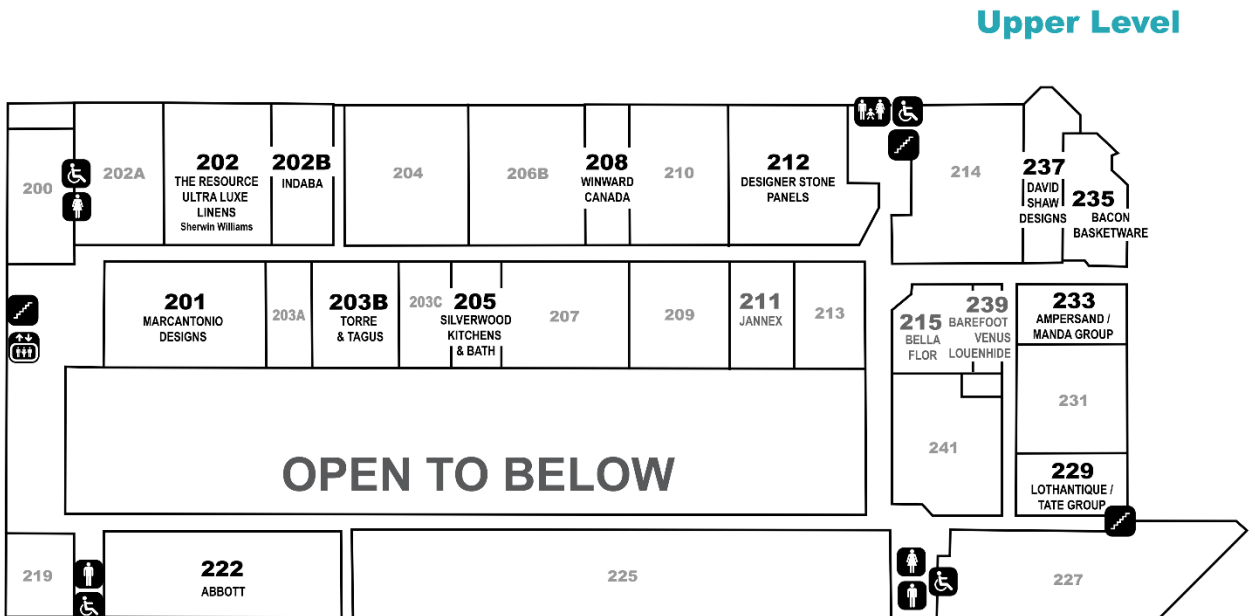 Upper Level
200
202A
202
THE RESOURCE
ULTRA LUXE
LINENS
Sherwin Williams
202B
INDABA
204
206B
208
WINWARD
CANADA
210
212
DESIGNER STONE
PANELS
214
237
DAVID
SHAW
DESIGNS
235
BACON
BASKETWARE
201
MARCANTONIO
DESIGNS
203A
203B
TORRE
& TAGUS
203C
205
SILVERWOOD
KITCHENS
& BATH
207
209
211
JANNEX
213
215
BELLA
FLOR
239
BAREFOOT
VENUS
LOUENHIDE
233
AMPERSAND /
MANDA GROUP
231
241
229
LOTHANTIQUE /
TATE GROUP
OPEN TO BELOW
219
222
ABBOTT
225
227